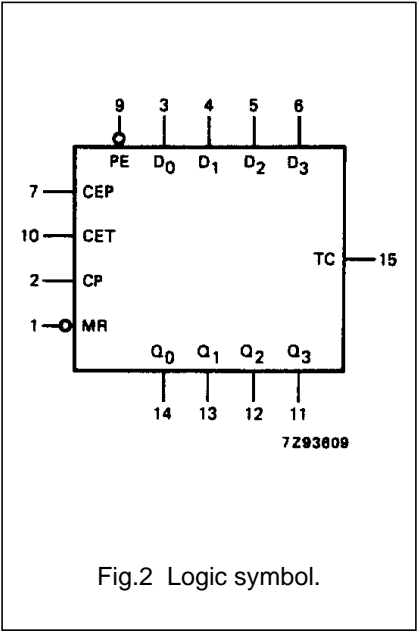 9 3 4 5 6
PE D0 D1 D2 D3
7 CEP
10 CET
TC 15
2 CP
1 MR
Q0 Q1 Q2 Q3
14 13 12 11
7Z93609
Fig.2 Logic symbol.